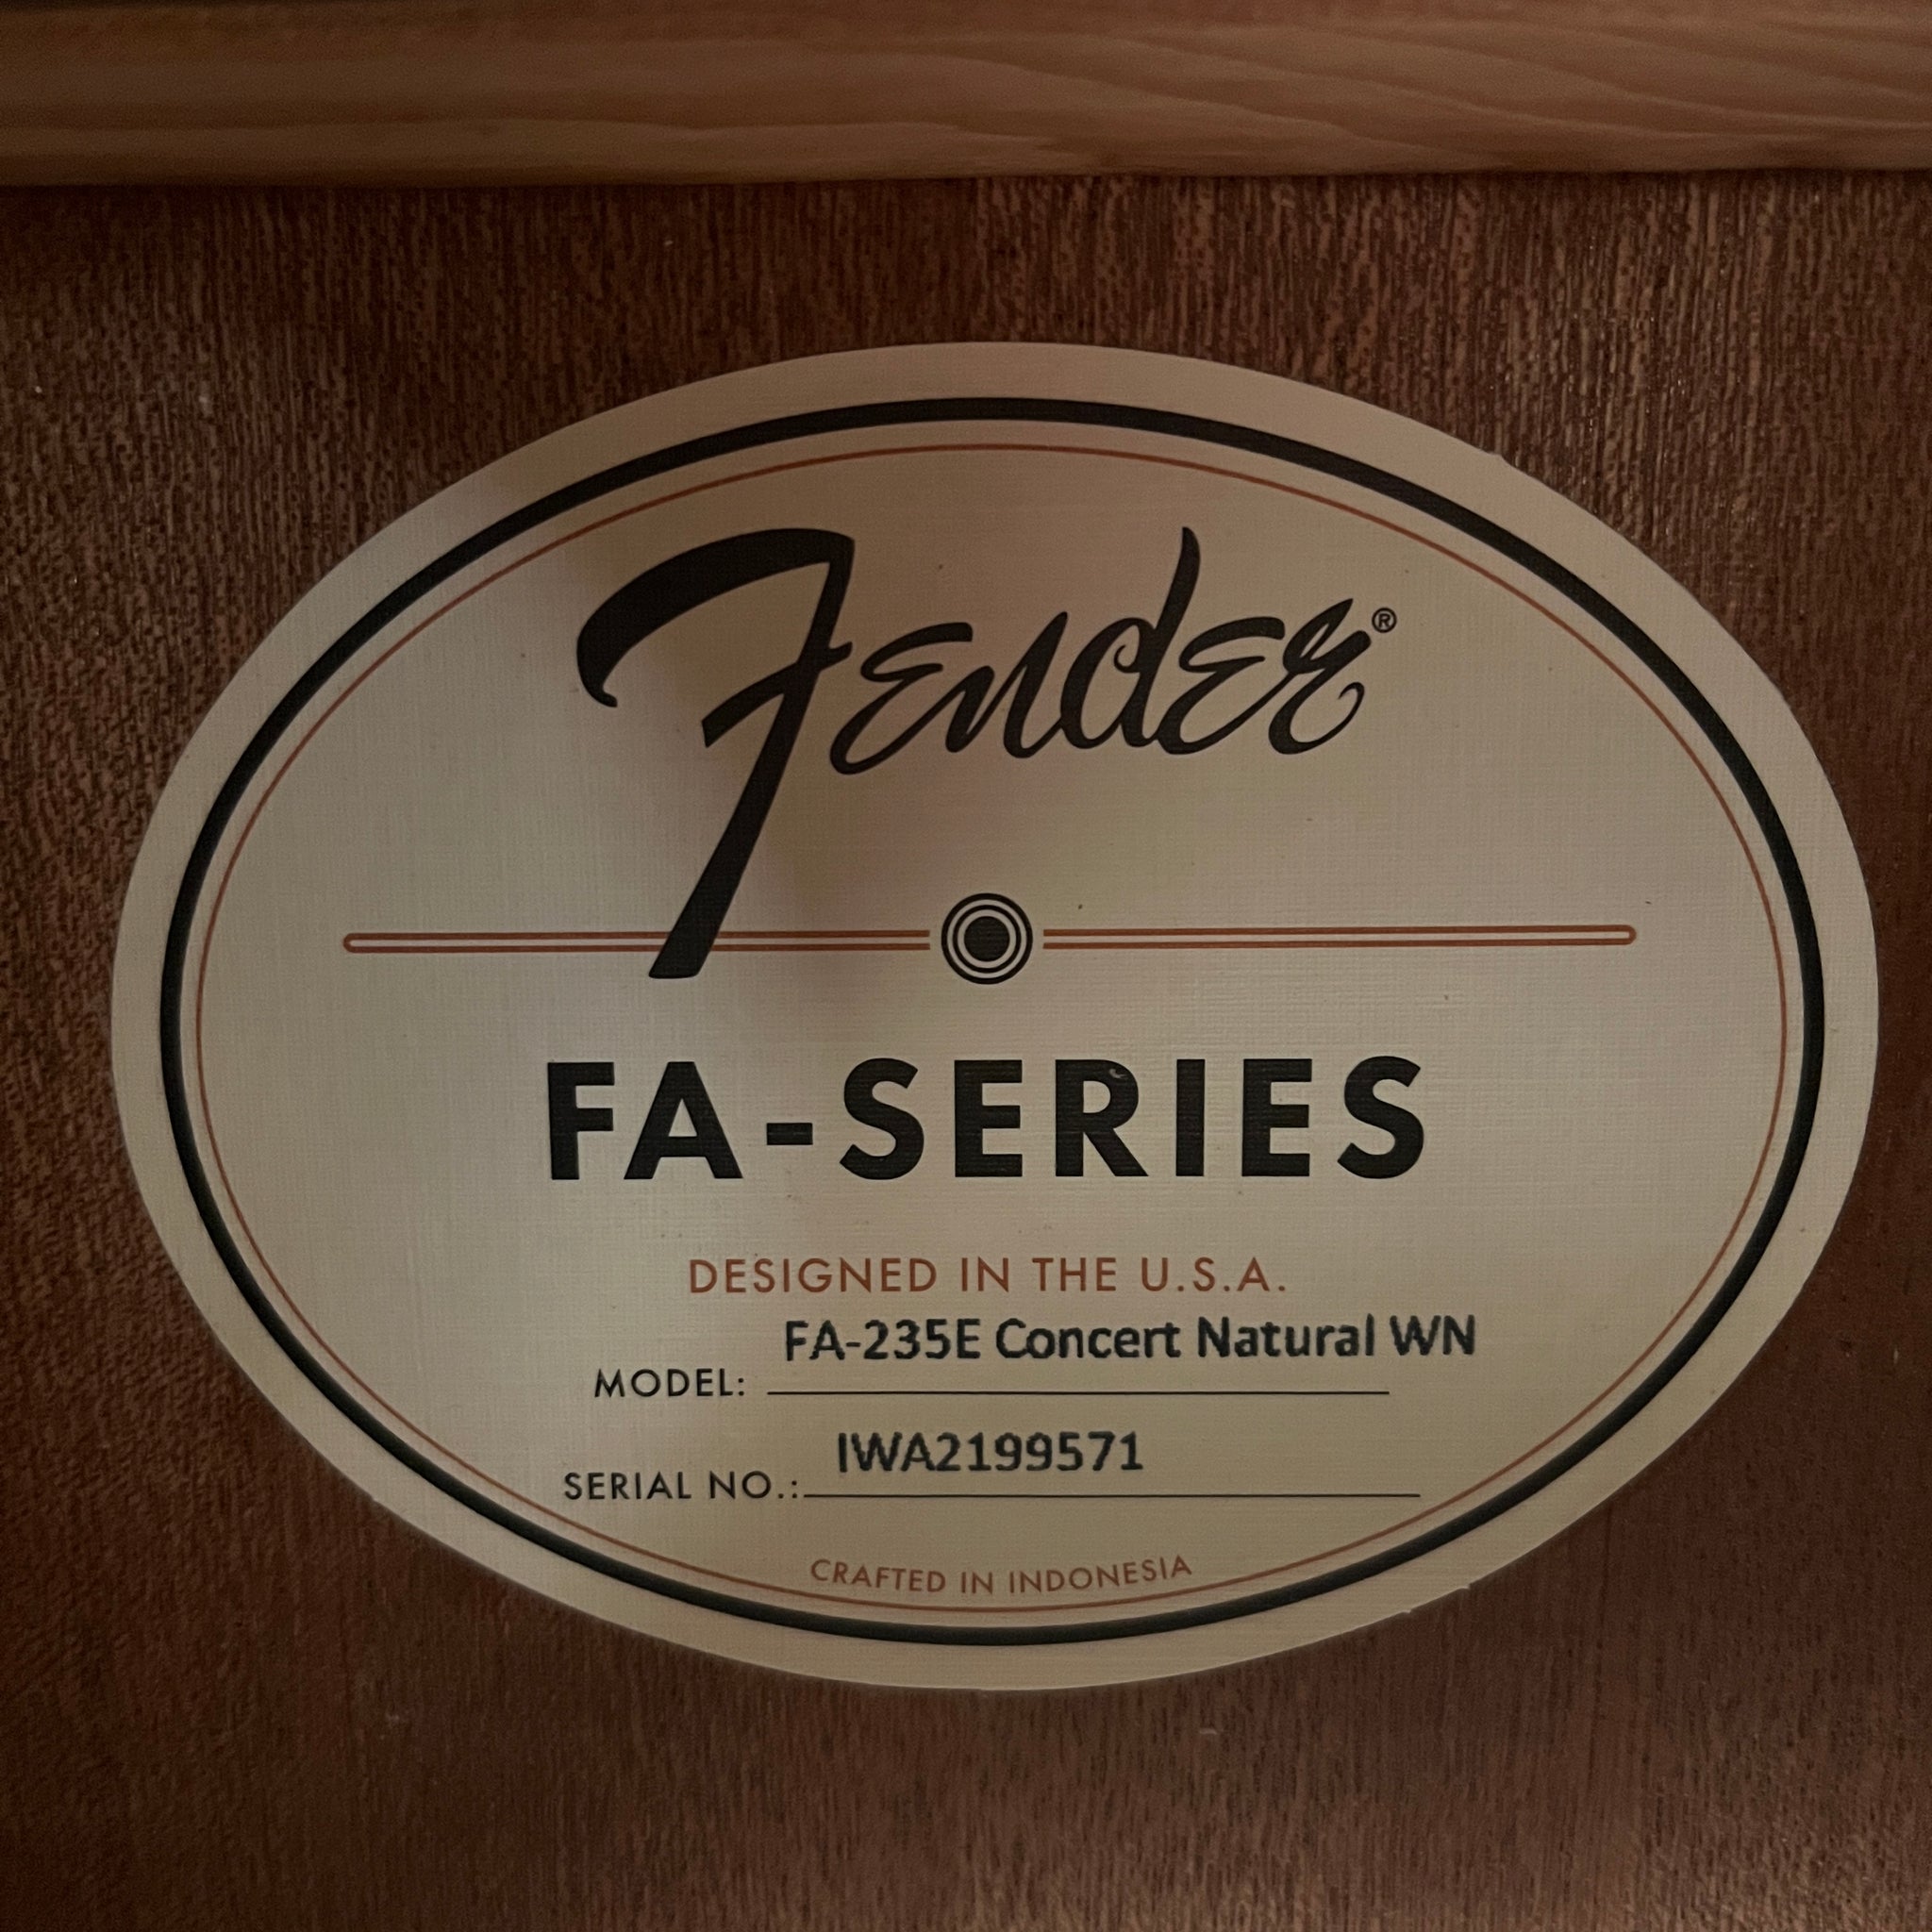 Fender®
FA-SERIES
DESIGNED IN THE U.S.A.
FA-235E Concert Natural WN
MODEL:
IWA2199571
SERIAL NO.:
CRAFTED IN INDONESIA